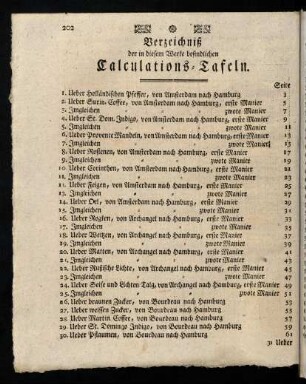 202
Verzeichniß
der in diesem Werke befindlichen
Calculations-Tafeln.
Seite
1. Ueber Holländischen Pfeffer, von Amsterdam nach Hamburg 3
2. Ueber Surin. Coffee, von Amsterdam nach Hamburg, erste Manier 5
3. Imgleichen zwote Manier 7
4. Ueber St. Dom. Indigo, von Amsterdam nach Hamburg, erste Manier 9
5. Imgleichen zwote Manier 11
6. Ueber Provence Mandeln, von Amsterdam nach Hamburg, erste Manier 13
7. Imgleichen zwote Manier
8. Ueber Rosienen, von Amsterdam nach Hamburg, erste Manier 17
9. Imgleichen zwote Manier 19
10. Ueber Corinthen, von Amsterdam nach Hamburg, erste Manier 21
11. Imgleichen zwote Manier 23
12. Ueber Feigen, von Amsterdam nach Hamburg, erste Manier 25
13. Imgleichen zwote Manier 27
14. Ueber Oel, von Amsterdam nach Hamburg, erste Manier 29
15. Imgleichen zwote Manier 31
16. Ueber Roggen, von Archangel nach Hamburg, erste Manier 33
17. Imgleichen zwote Manier 35
18. Ueber Weitzen, von Archangel nach Hamburg, erste Manier 37
19. Imgleichen zwote Manier 39
20. Ueber Matten, von Archangel nach Hamburg, erste Manier 41
21. Imgleichen zwote Manier 43
22. Ueber Rußische Lichte, von Archangel nach Hamburg, erste Manier 45
23. Imgleichen zwote Manier 47
24. Ueber Seife und Lichten Talg, von Archangel nach Hamburg, erste Manier 49
25. Imgleichen zwote Manier 51
26. Ueber braunen Zucker, von Bourdeau nach Hamburg 53
27. Ueber weissen Zucker, von Bourdeau nach Hamburg 55
28. Ueber Martin. Coffee, von Bourdeau nach Hamburg 57
29. Ueber St. Domingo Indigo, von Bourdeau nach Hamburg 59
30. Ueber Pflaumen, von Bourdeau nach Hamburg 61
31 Ueber